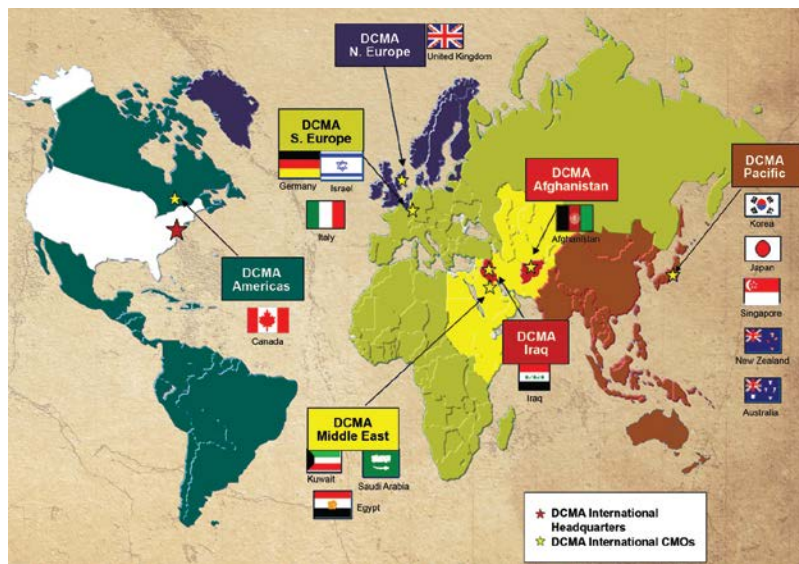 DCMA
N. Europe
United Kingdom
DCMA
S. Europe
Germany
Israel
Italy
DCMA
Afghanistan
Afghanistan
DCMA
Pacific
Korea
Japan
Singapore
New Zealand
Australia
DCMA
Americas
Canada
DCMA
Iraq
Iraq
DCMA
Middle East
Kuwait
Saudi Arabia
Egypt
DCMA International
Headquarters
DCMA International CMOs